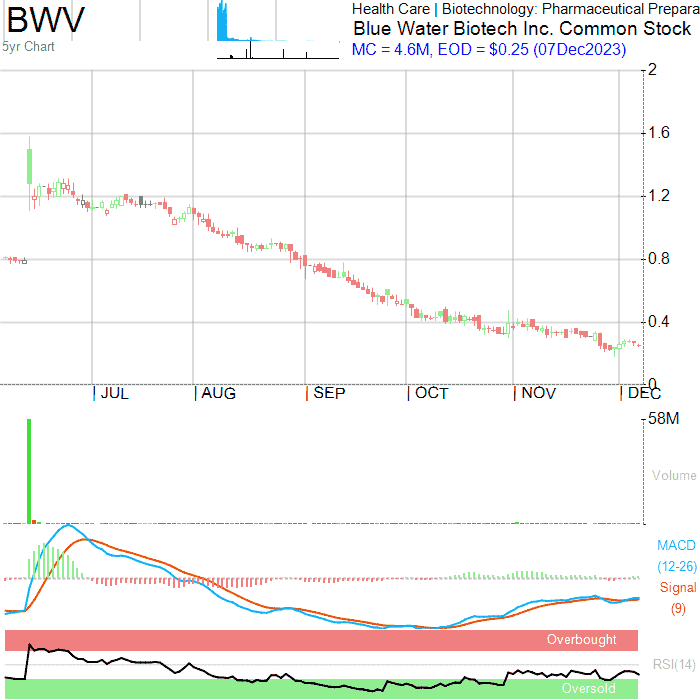 BWV
5yr Chart
Health Care | Biotechnology: Pharmaceutical Prepara
Blue Water Biotech Inc. Common Stock
MC = 4.6M, EOD = $0.25 (07Dec2023)
2
1.6
1.2
0.8
0.4
0
JUL AUG SEP OCT NOV DEC
58M
Volume
MACD
(12-26)
Signal
(9)
Overbought
RSI(14)
Oversold